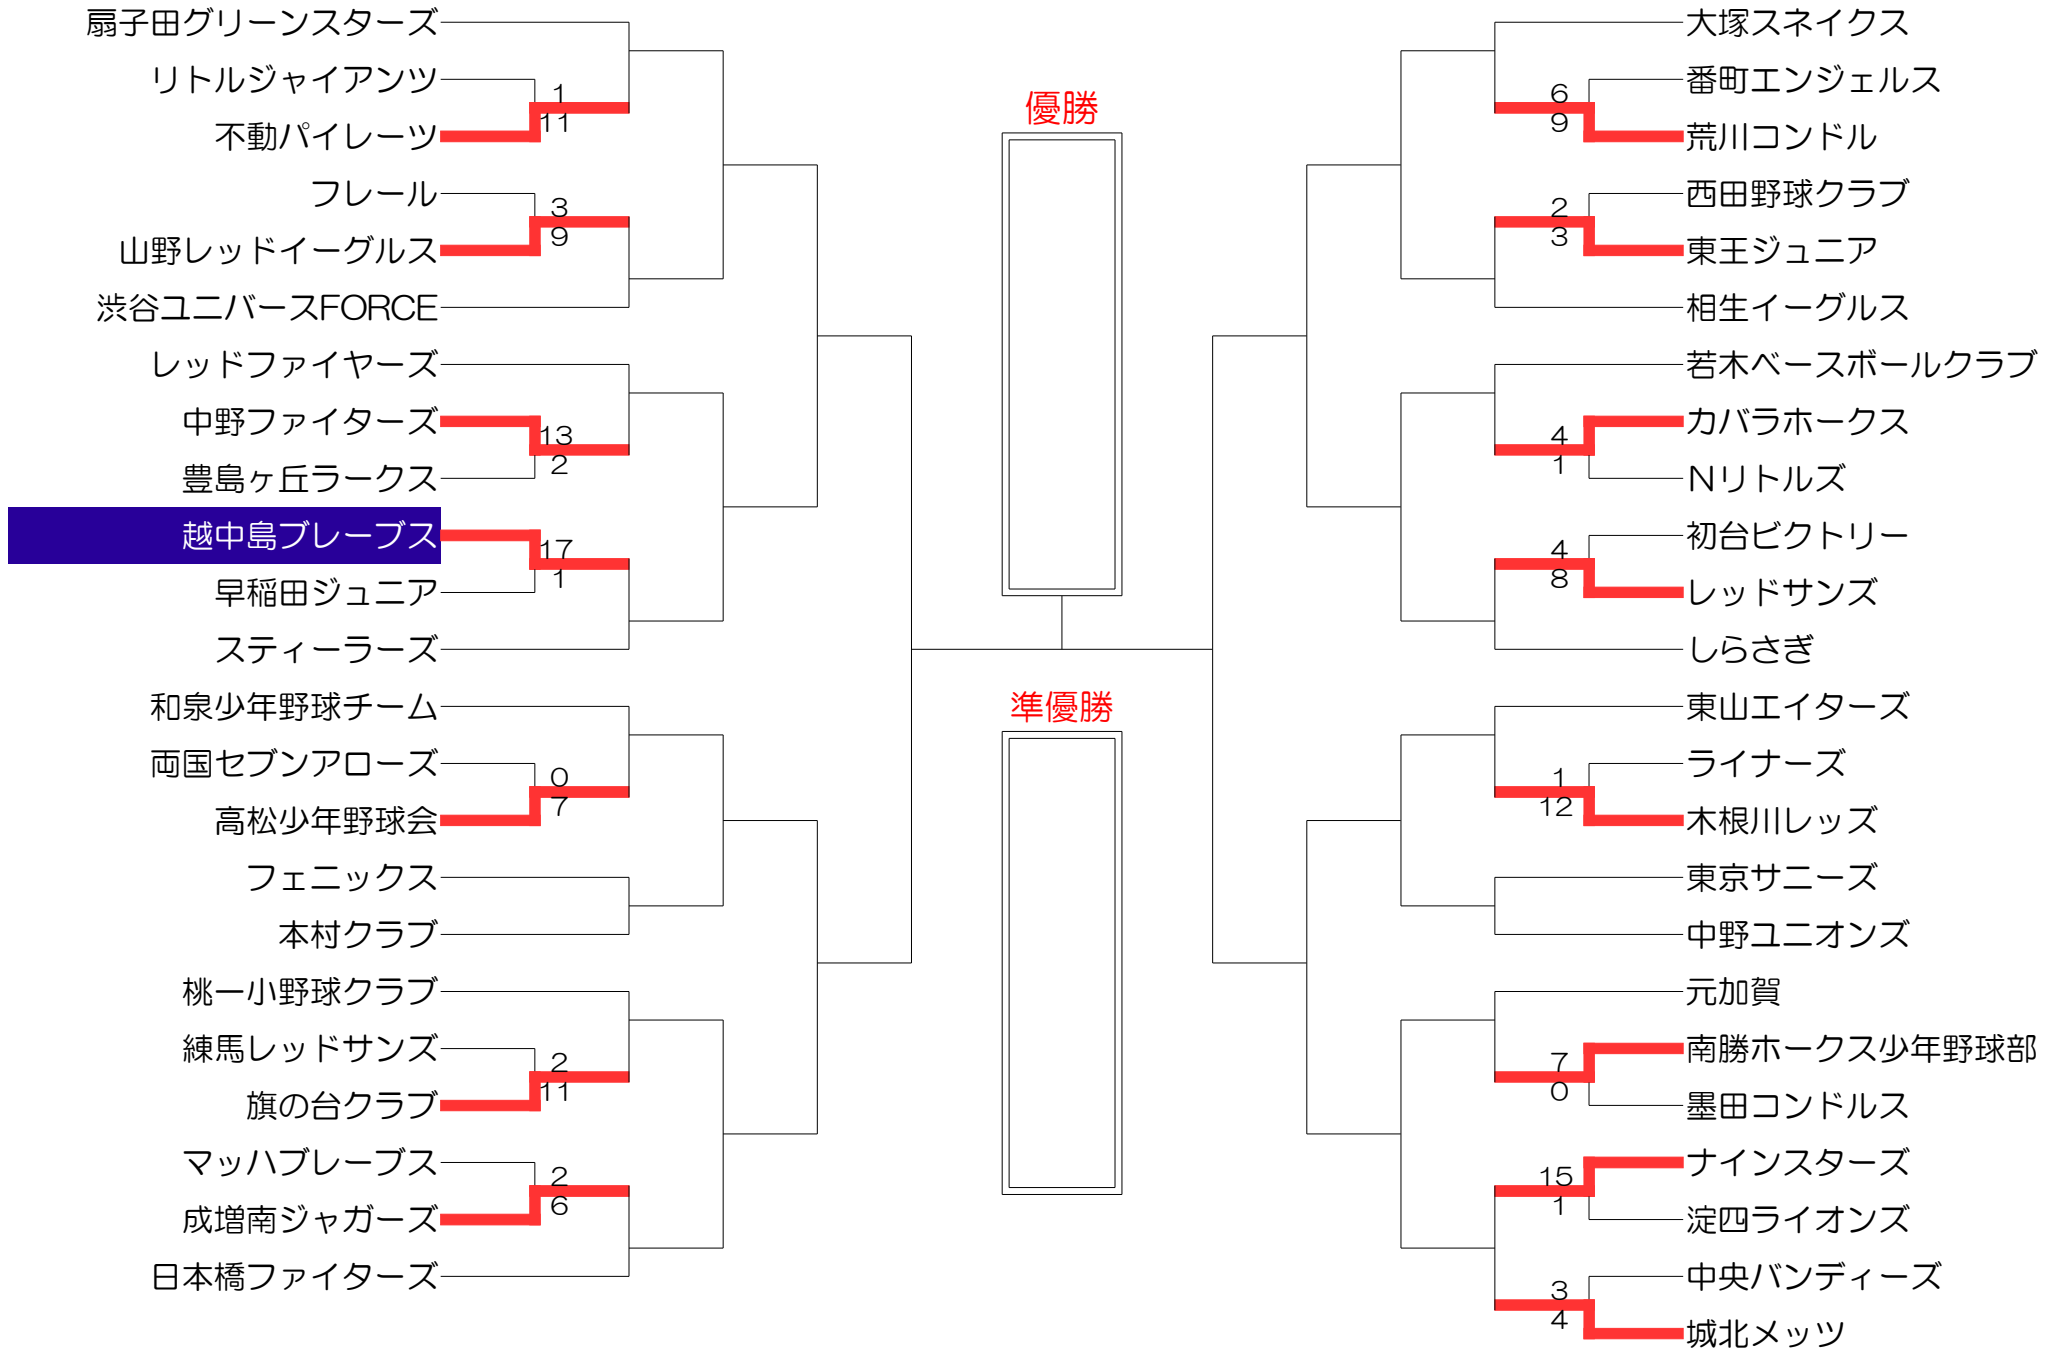 扇子田グリーンスターズ
リトルジャイアンツ
1
11
不動パイレーツ
フレール
3
9
山野レッドイーグルス
渋谷ユニバースFORCE
レッドファイヤーズ
中野ファイターズ
13
2
豊島ヶ丘ラークス
越中島ブレーブス
17
1
早稲田ジュニア
スティーラーズ
和泉少年野球チーム
両国セブンアローズ
0
7
高松少年野球会
フェニックス
本村クラブ
桃一小野球クラブ
練馬レッドサンズ
2
11
旗の台クラブ
マッハブレーブス
2
6
成増南ジャガーズ
日本橋ファイターズ
優勝
準優勝
大塚スネイクス
番町エンジェルス
6
9
荒川コンドル
西田野球クラブ
2
3
東王ジュニア
相生イーグルス
若木ベースボールクラブ
カバラホークス
4
1
Ｎリトルズ
初台ビクトリー
4
8
レッドサンズ
しらさぎ
東山エイターズ
ライナーズ
1
12
木根川レッズ
東京サニーズ
中野ユニオンズ
元加賀
南勝ホークス少年野球部
7
0
墨田コンドルス
ナインスターズ
15
1
淀四ライオンズ
中央バンディーズ
3
4
城北メッツ